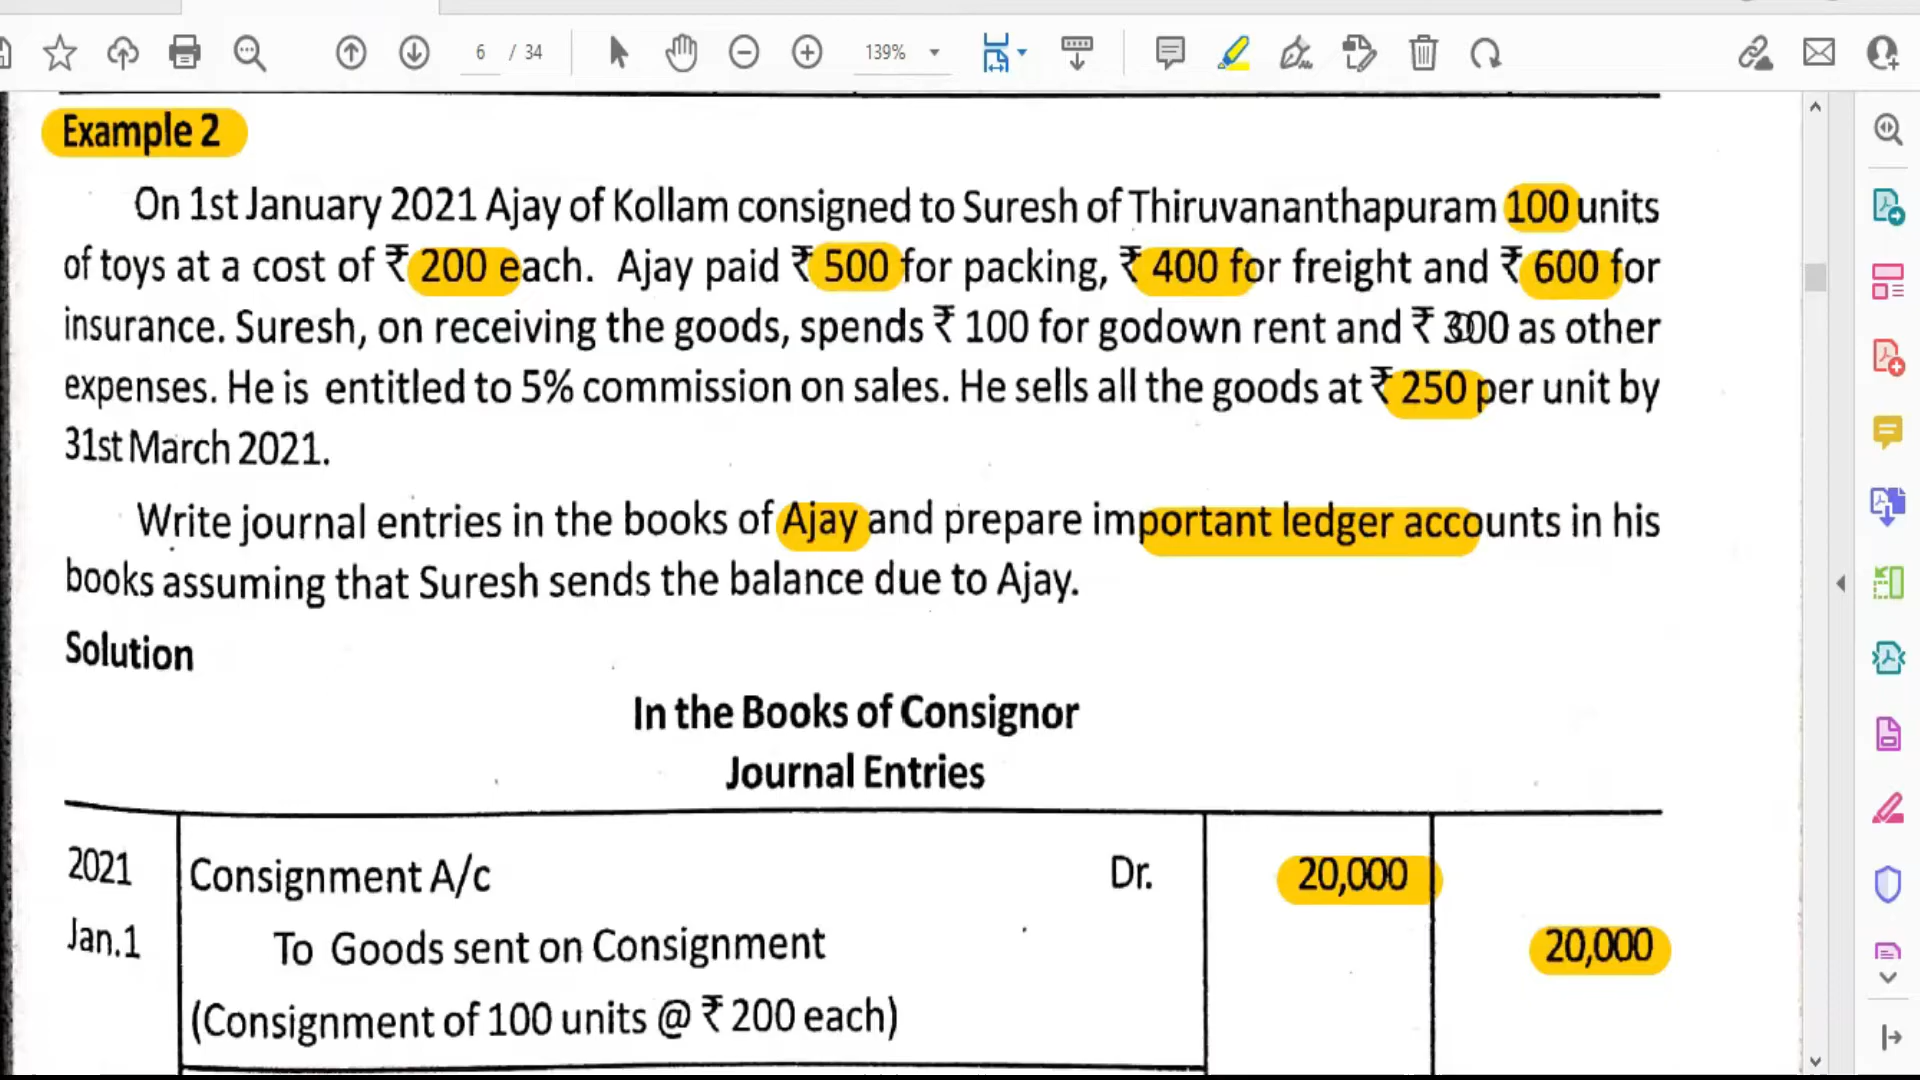 6 / 34
139%
Example 2
On 1st January 2021 Ajay of Kollam consigned to Suresh of Thiruvananthapuram 100 units
of toys at a cost of ₹ 200 each. Ajay paid ₹ 500 for packing, ₹ 400 for freight and ₹ 600 for
insurance. Suresh, on receiving the goods, spends ₹ 100 for godown rent and ₹ 300 as other
expenses. He is entitled to 5% commission on sales. He sells all the goods at ₹ 250 per unit by
31st March 2021.
Write journal entries in the books of Ajay and prepare important ledger accounts in his
books assuming that Suresh sends the balance due to Ajay.
Solution
In the Books of Consignor
Journal Entries
2021 Consignment A/c Dr. 20,000
Jan.1 To Goods sent on Consignment 20,000
(Consignment of 100 units @ ₹ 200 each)